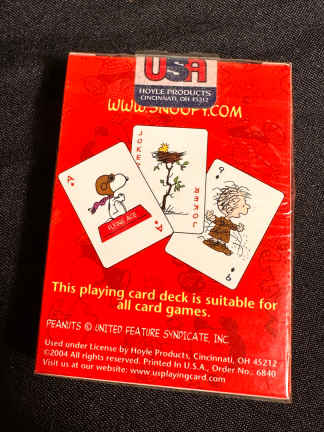 USA
HOYLE PRODUCTS
CINCINNATI, OH 45212
WWW.SNOOPY.COM
A
FLYING ACE
A
JOKER
JOKER
9
9
This playing card deck is suitable for
all card games.
PEANUTS © UNITED FEATURE SYNDICATE, INC.
Used under License by Hoyle Products, Cincinnati, OH 45212
©2004 All rights reserved. Printed In U.S.A., Order No. 6840
Visit us at our website: www.usplayingcard.com